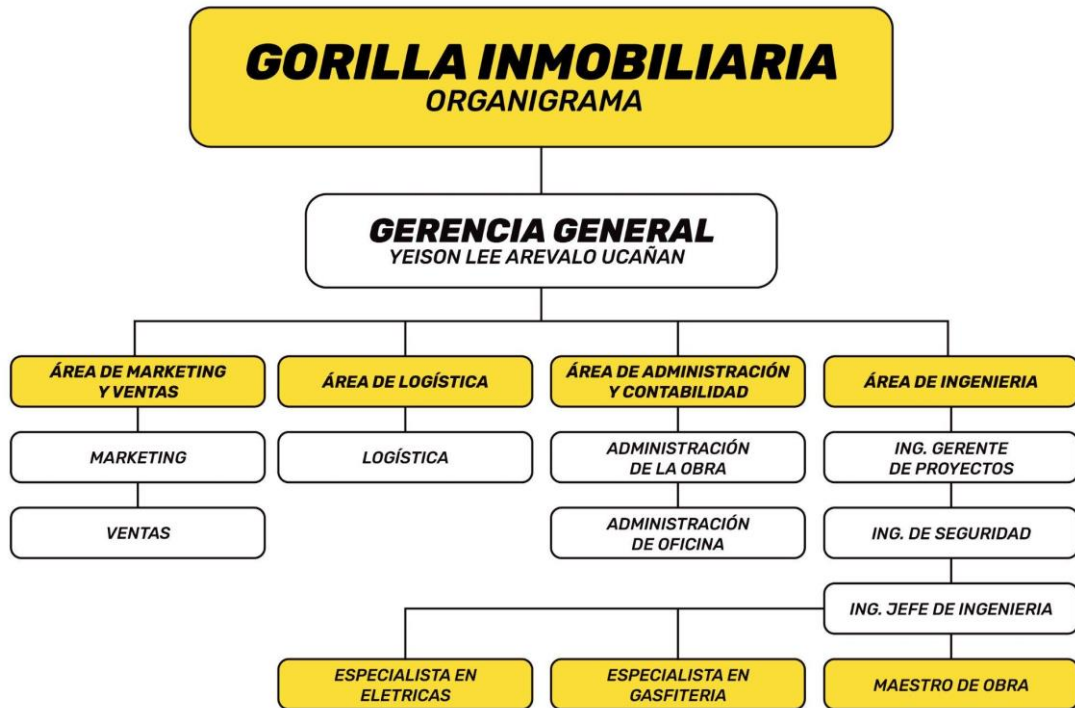 GORILLA INMOBILIARIA
ORGANIGRAMA
GERENCIA GENERAL
YEISON LEE AREVALO UCAÑAN
ÁREA DE MARKETING
Y VENTAS
ÁREA DE LOGÍSTICA
ÁREA DE ADMINISTRACIÓN
Y CONTABILIDAD
ÁREA DE INGENIERIA
MARKETING
LOGÍSTICA
ADMINISTRACIÓN
DE LA OBRA
ING. GERENTE
DE PROYECTOS
VENTAS
ADMINISTRACIÓN
DE OFICINA
ING. DE SEGURIDAD
ING. JEFE DE INGENIERIA
ESPECIALISTA EN
ELETRICAS
ESPECIALISTA EN
GASFITERIA
MAESTRO DE OBRA